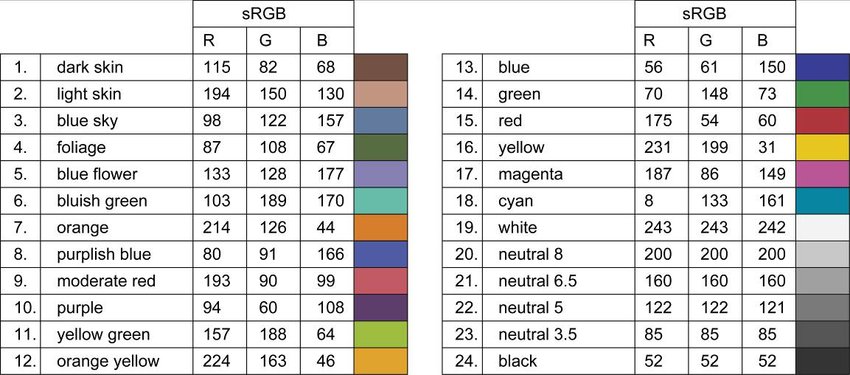 sRGB
R G B
1. dark skin 115 82 68
2. light skin 194 150 130
3. blue sky 98 122 157
4. foliage 87 108 67
5. blue flower 133 128 177
6. bluish green 103 189 170
7. orange 214 126 44
8. purplish blue 80 91 166
9. moderate red 193 90 99
10. purple 94 60 108
11. yellow green 157 188 64
12. orange yellow 224 163 46
sRGB
R G B
13. blue 56 61 150
14. green 70 148 73
15. red 175 54 60
16. yellow 231 199 31
17. magenta 187 86 149
18. cyan 8 133 161
19. white 243 243 242
20. neutral 8 200 200 200
21. neutral 6.5 160 160 160
22. neutral 5 122 122 121
23. neutral 3.5 85 85 85
24. black 52 52 52